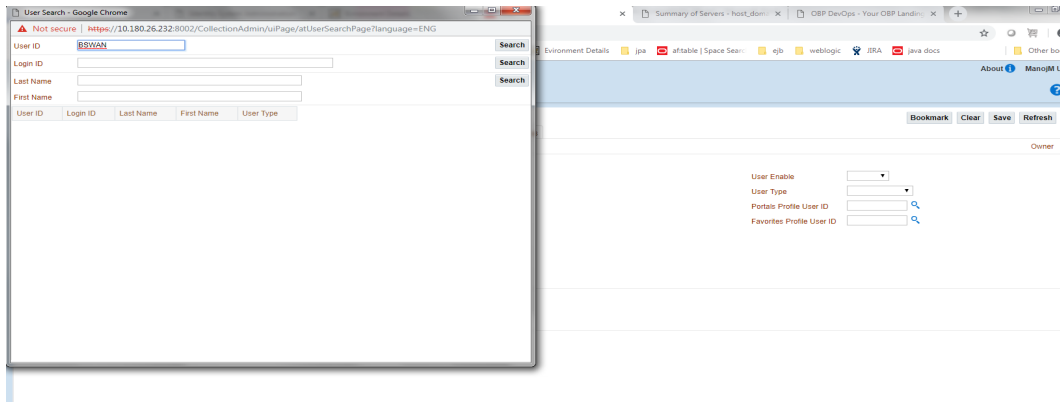 User Search - Google Chrome
Not secure | https://10.180.26.232:8002/CollectionAdmin/uiPage/atUserSearchPage?language=ENG
User ID BSWAN Search
Login ID Search
Last Name Search
First Name
User ID Login ID Last Name First Name User Type
Summary of Servers - host_dom
OBP DevOps - Your OBP Landin
Evironment Details jpa afitable | Space Sear ejb weblogic JIRA java docs Other bo
About ManojM
Bookmark Clear Save Refresh
Owner
User Enable
User Type
Portals Profile User ID
Favorites Profile User ID